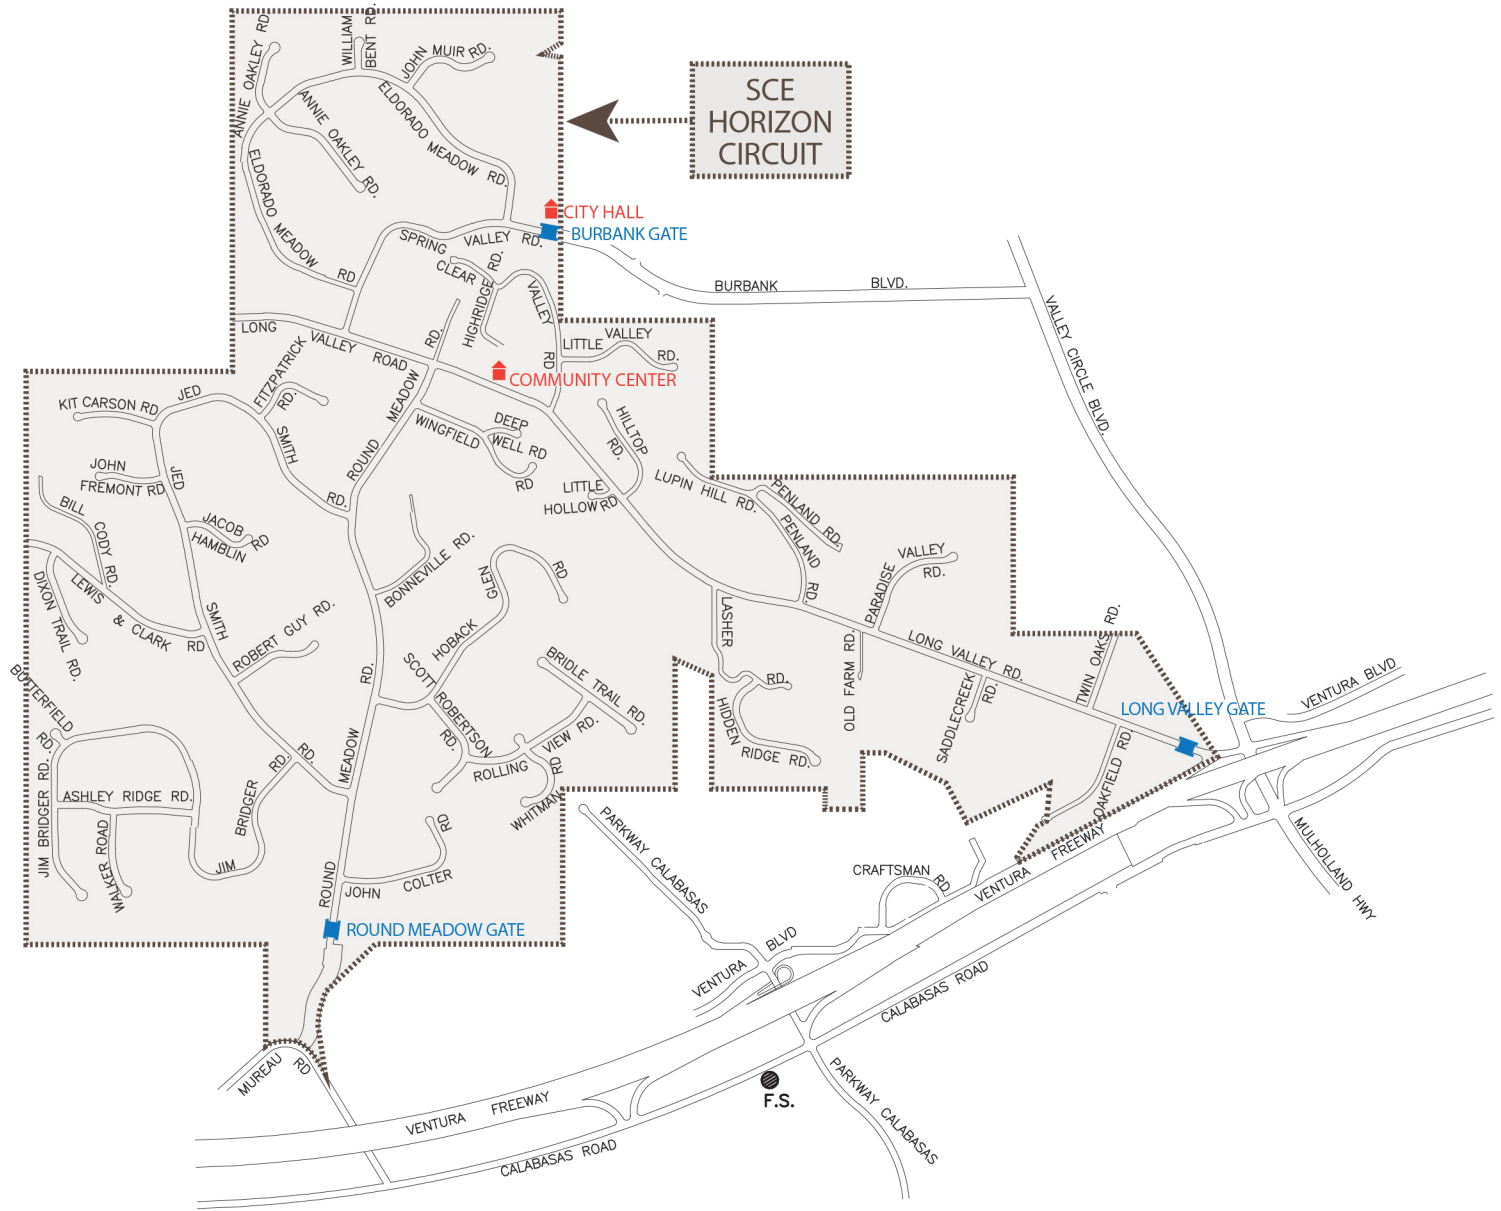 ANNIE OAKLEY RD
WILLIAM
BENT RD.
JOHN MUIR RD.
ELDORADO MEADOW RD.
ANNIE OAKLEY RD.
ELDORADO MEADOW RD
SCE
HORIZON
CIRCUIT
CITY HALL
BURBANK GATE
SPRING VALLEY RD.
CLEAR VALLEY RD
HIGHRIDGE RD.
BURBANK BLVD.
VALLEY CIRCLE BLVD.
LONG VALLEY ROAD
LITTLE VALLEY RD.
COMMUNITY CENTER
FITZPATRICK RD.
KIT CARSON RD
JED SMITH RD.
ROUND MEADOW RD.
WINGFIELD RD
DEEP
WELL RD
HILLTOP RD.
LITTLE
HOLLOW RD
LUPIN HILL RD.
PENLAND RD.
PENLAND RD.
JOHN
FREMONT RD
JED SMITH RD.
JACOB
HAMBLIN RD
BILL CODY RD.
DIXON TRAIL RD.
LEWIS & CLARK RD
ROBERT GUY RD.
BONNEVILLE RD.
HOBACK GLEN RD
SCOTT ROBERTSON RD.
BRIDLE TRAIL RD.
ROLLING VIEW RD.
WHITMAN RD
LASHER RD.
HIDDEN RIDGE RD.
OLD FARM RD.
PARADISE VALLEY RD.
LONG VALLEY RD.
SADDLECREEK RD.
TWIN OAKS RD.
LONG VALLEY GATE
OAKFIELD RD.
VENTURA BLVD
BUTTERFIELD RD.
JIM BRIDGER RD.
ASHLEY RIDGE RD.
WALKER ROAD
JIM BRIDGER RD.
ROUND MEADOW RD.
JOHN COLTER RD
ROUND MEADOW GATE
PARKWAY CALABASAS
CRAFTSMAN RD
VENTURA FREEWAY
MULHOLLAND HWY
VENTURA BLVD
CALABASAS ROAD
MUREAU RD
F.S.
PARKWAY CALABASAS
VENTURA FREEWAY
CALABASAS ROAD